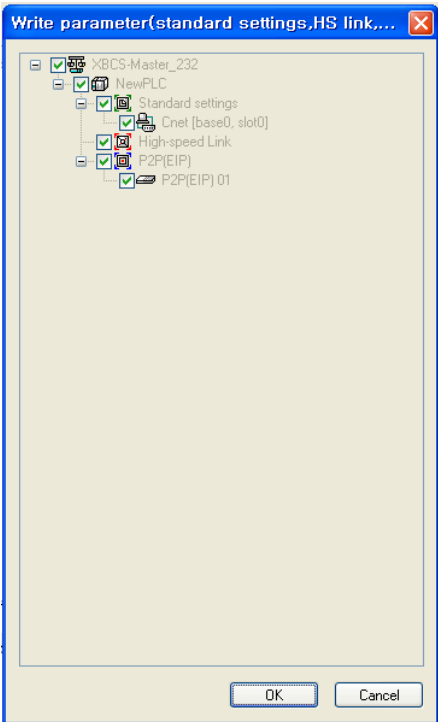 Write parameter(standard settings,HS link,...
XBCS-Master_232
NewPLC
Standard settings
Cnet [base0, slot0]
High-speed Link
P2P(EIP)
P2P(EIP) 01
OK
Cancel